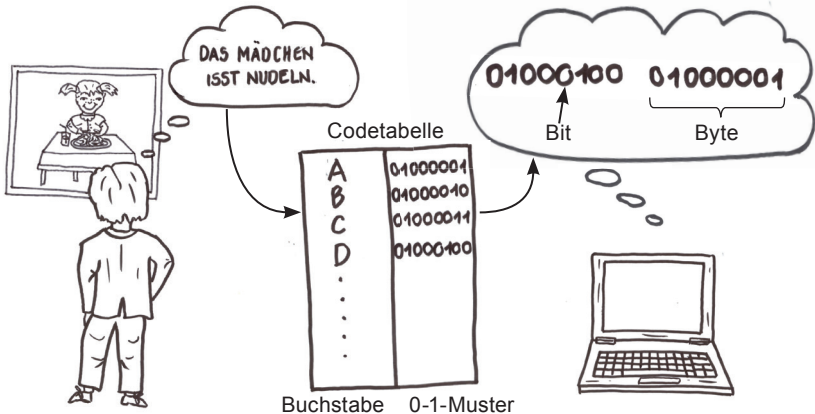 DAS MÄDCHEN
ISST NUDELN.
01000100 01000001
Bit Byte
Codetabelle
A 01000001
B 01000010
C 01000011
D 01000100
Buchstabe 0-1-Muster